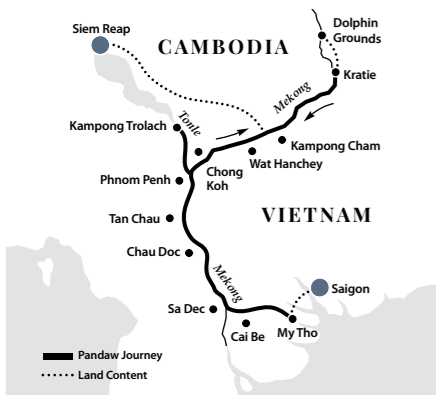 Dolphin
Grounds
Siem Reap
CAMBODIA
Kratie
Mekong
Tonle
Kampong Trolach
Kampong Cham
Wat Hanchey
Chong
Koh
Phnom Penh
VIETNAM
Tan Chau
Chau Doc
Mekong
Saigon
Sa Dec
Cai Be
My Tho
Pandaw Journey
Land Content